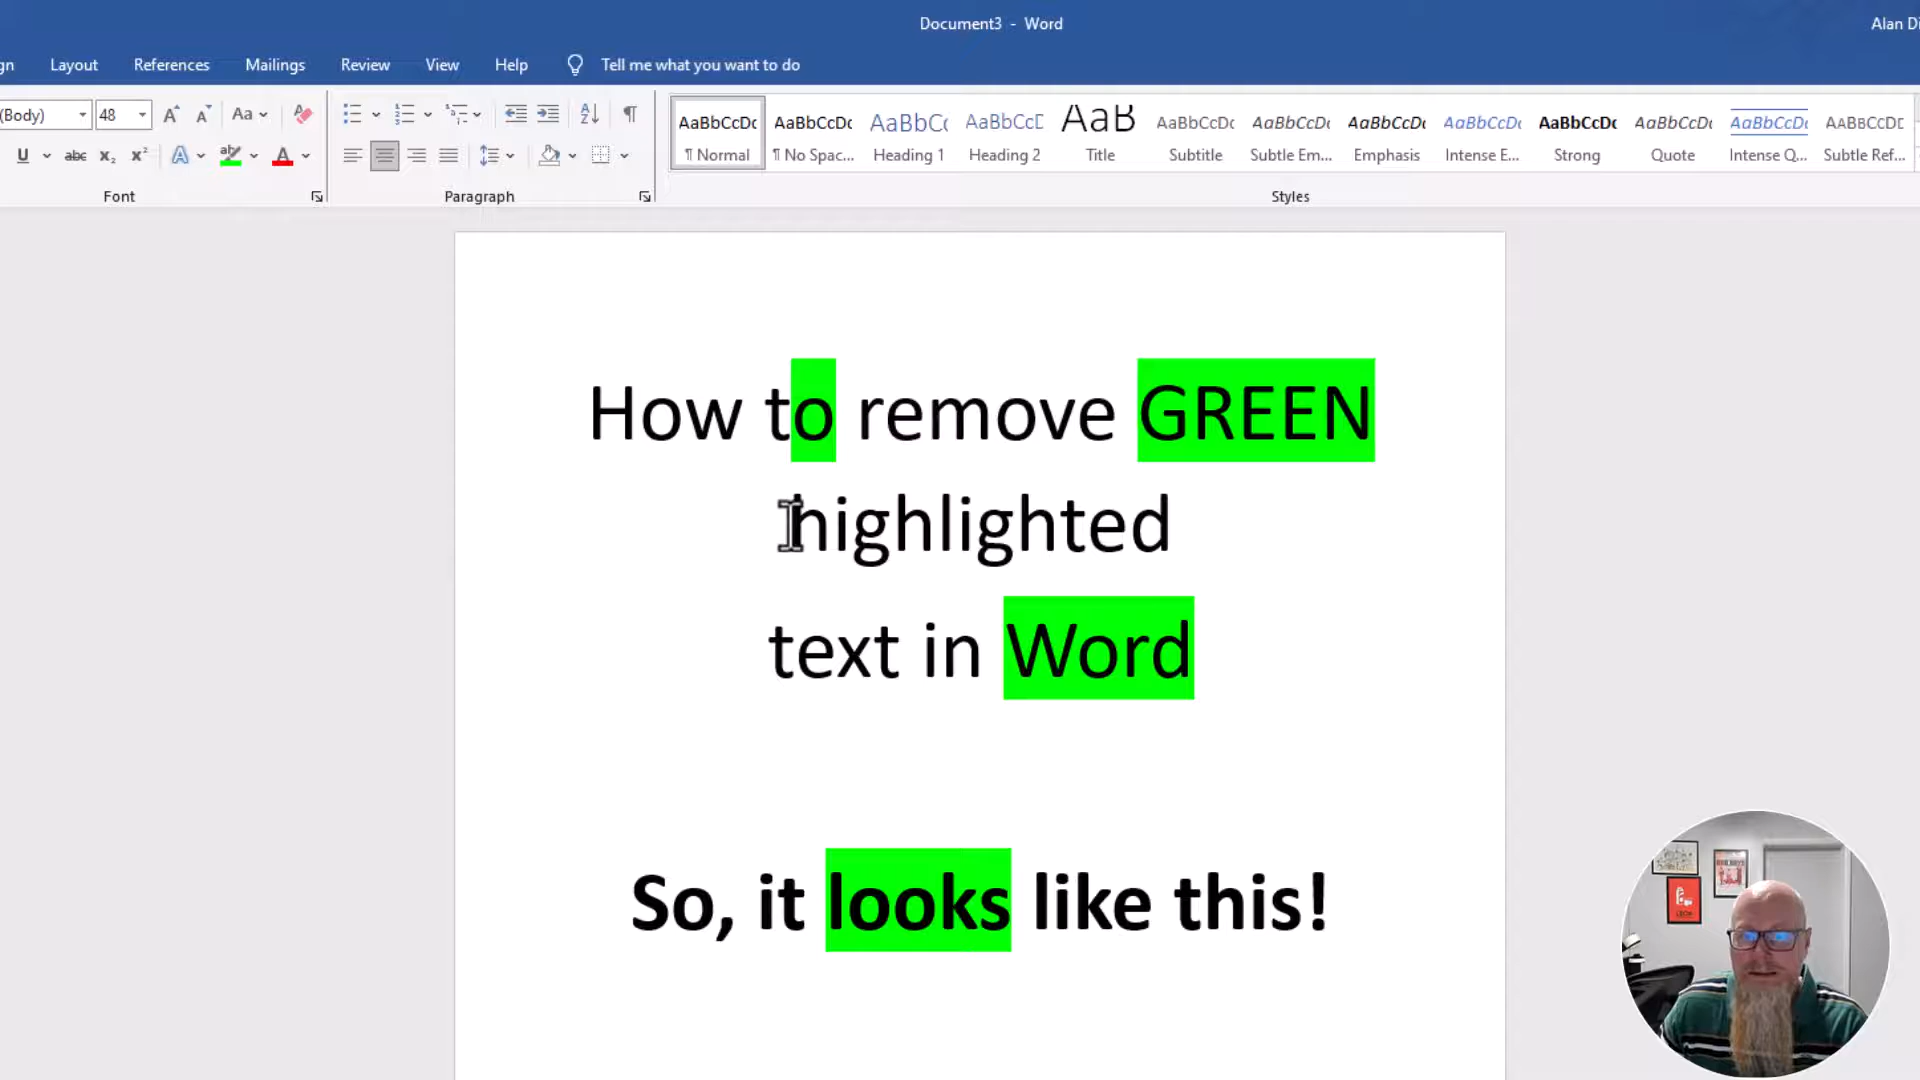 Document3 - Word
Alan Di
gn Layout References Mailings Review View Help Tell me what you want to do
(Body) 48 Aa
AaBbCcDc AaBbCcDc AaBbCc AaBbCcD AaB AaBbCcDc AaBbCcDc AaBbCcDc AaBbCcDc AaBbCcDc AaBbCcDc AaBbCcDc AABBCCDC
¶ Normal ¶ No Spac... Heading 1 Heading 2 Title Subtitle Subtle Em... Emphasis Intense E... Strong Quote Intense Q... Subtle Ref...
Font Paragraph Styles
How to remove GREEN
highlighted
text in Word
So, it looks like this!